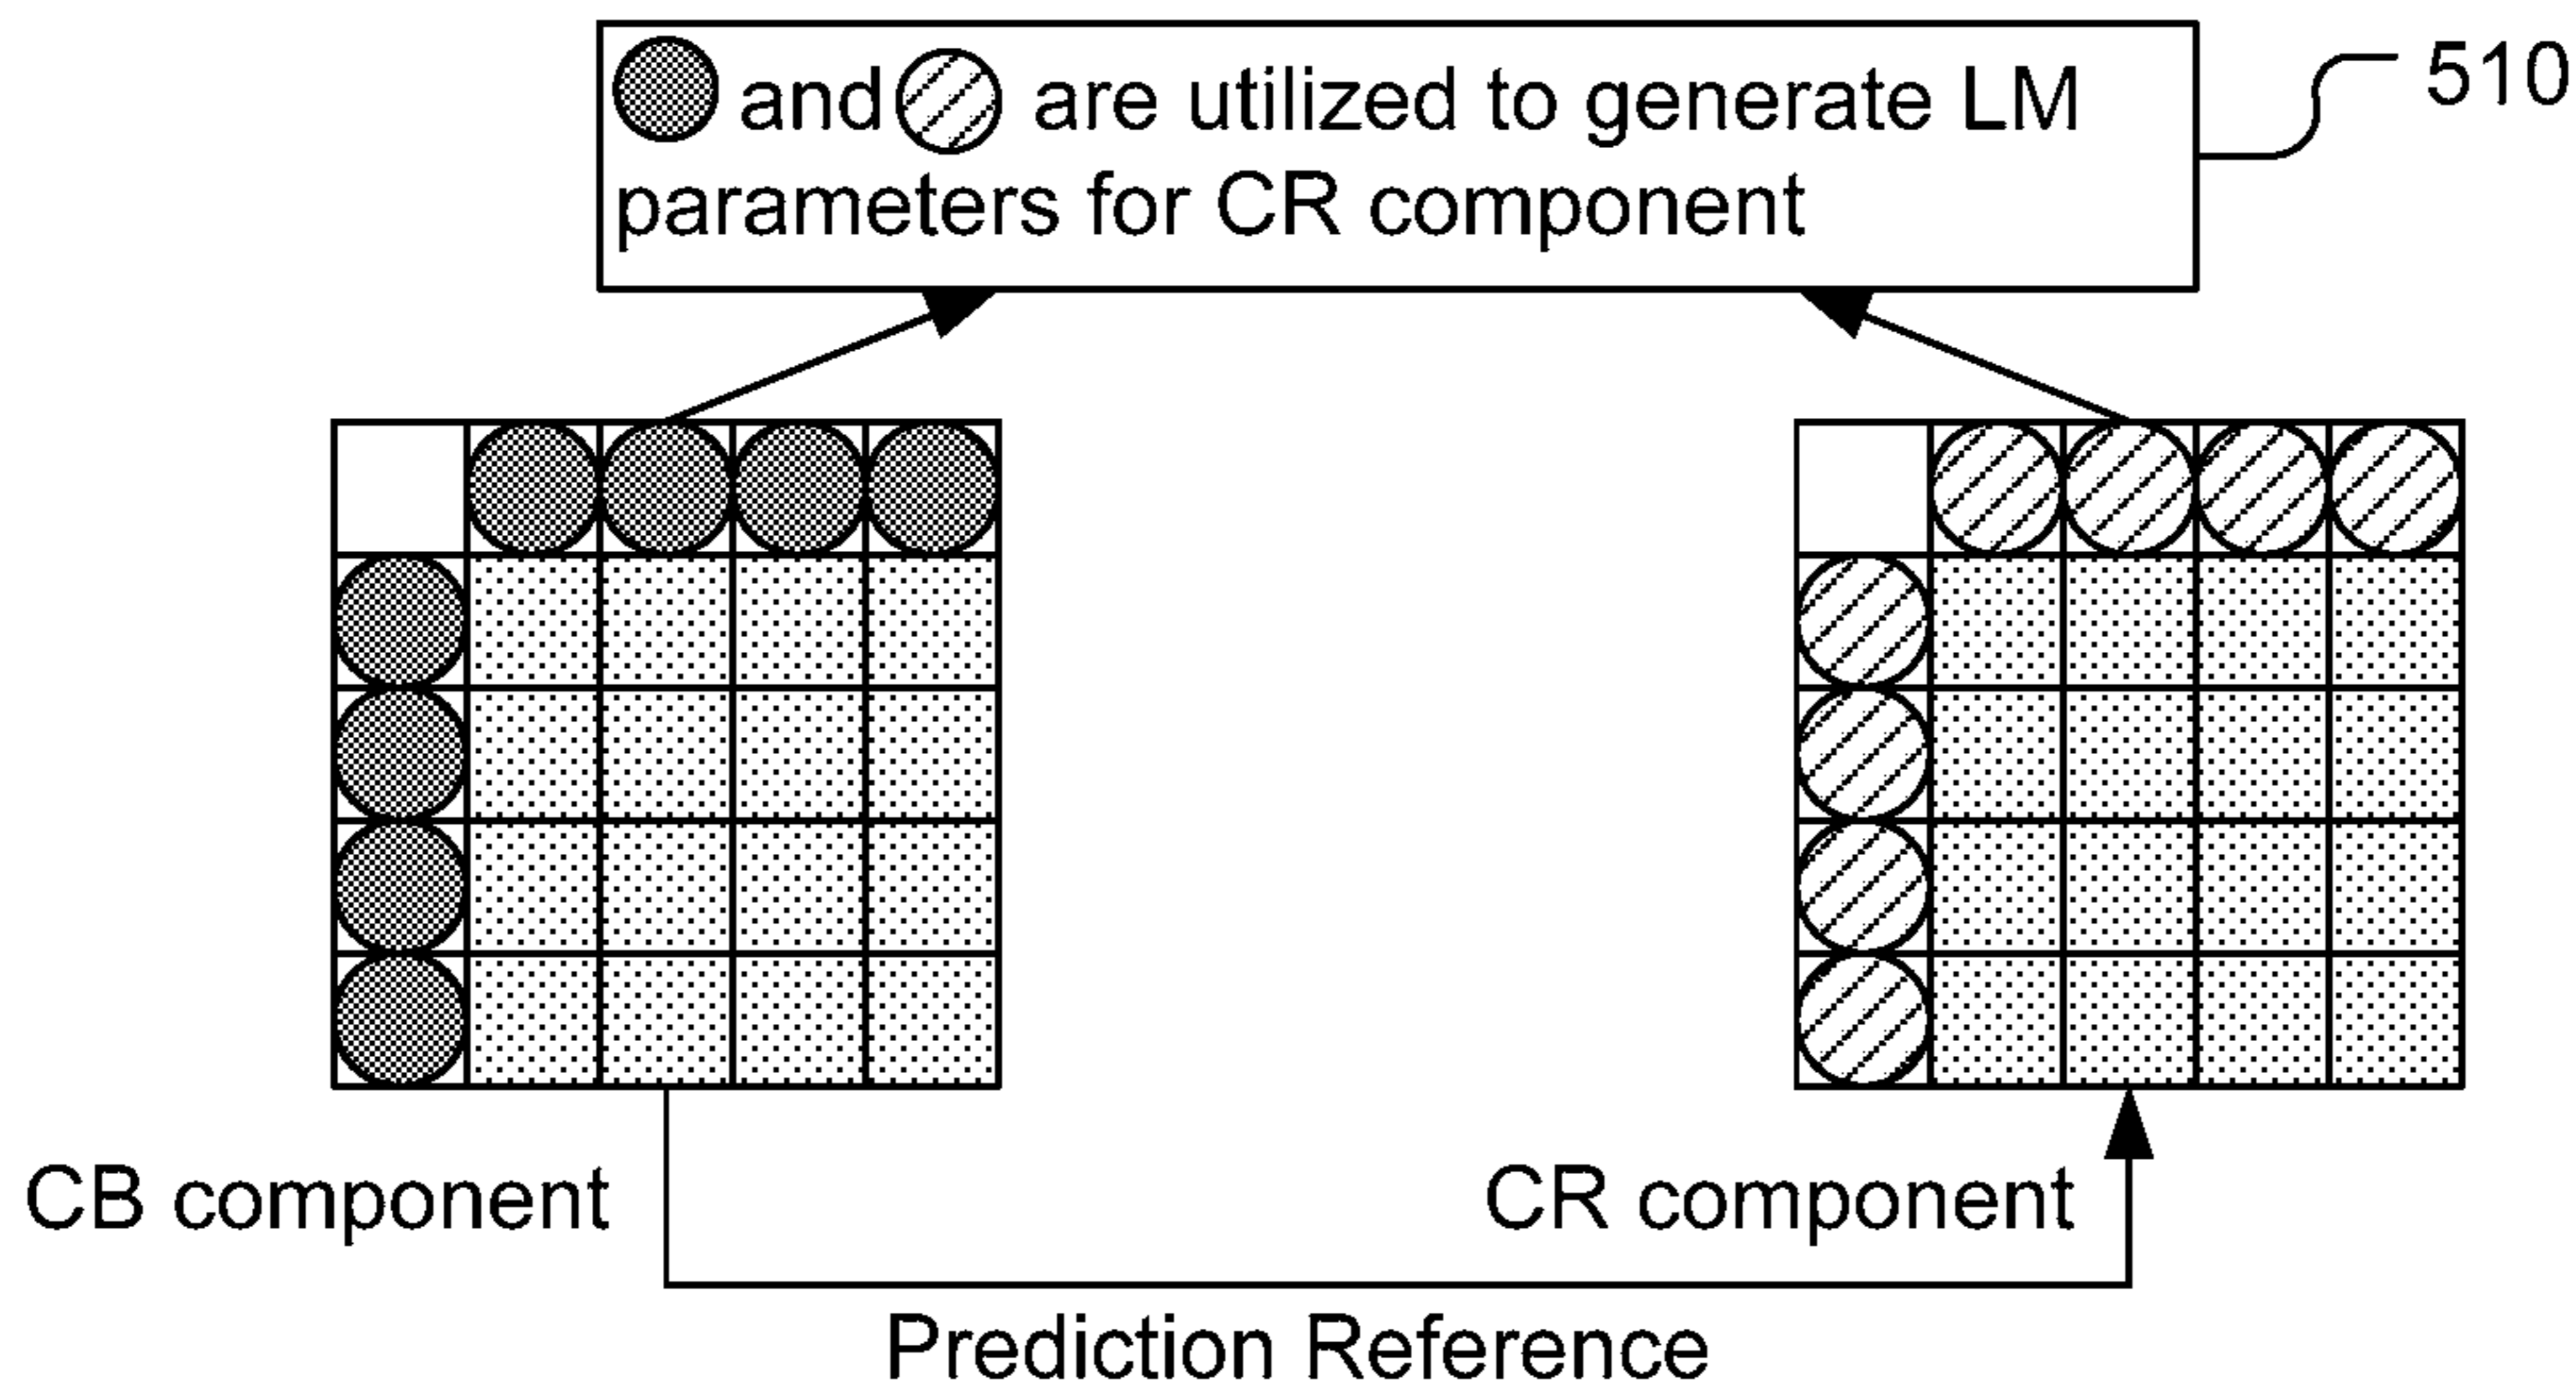 and are utilized to generate LM
parameters for CR component
510
CB component
CR component
Prediction Reference